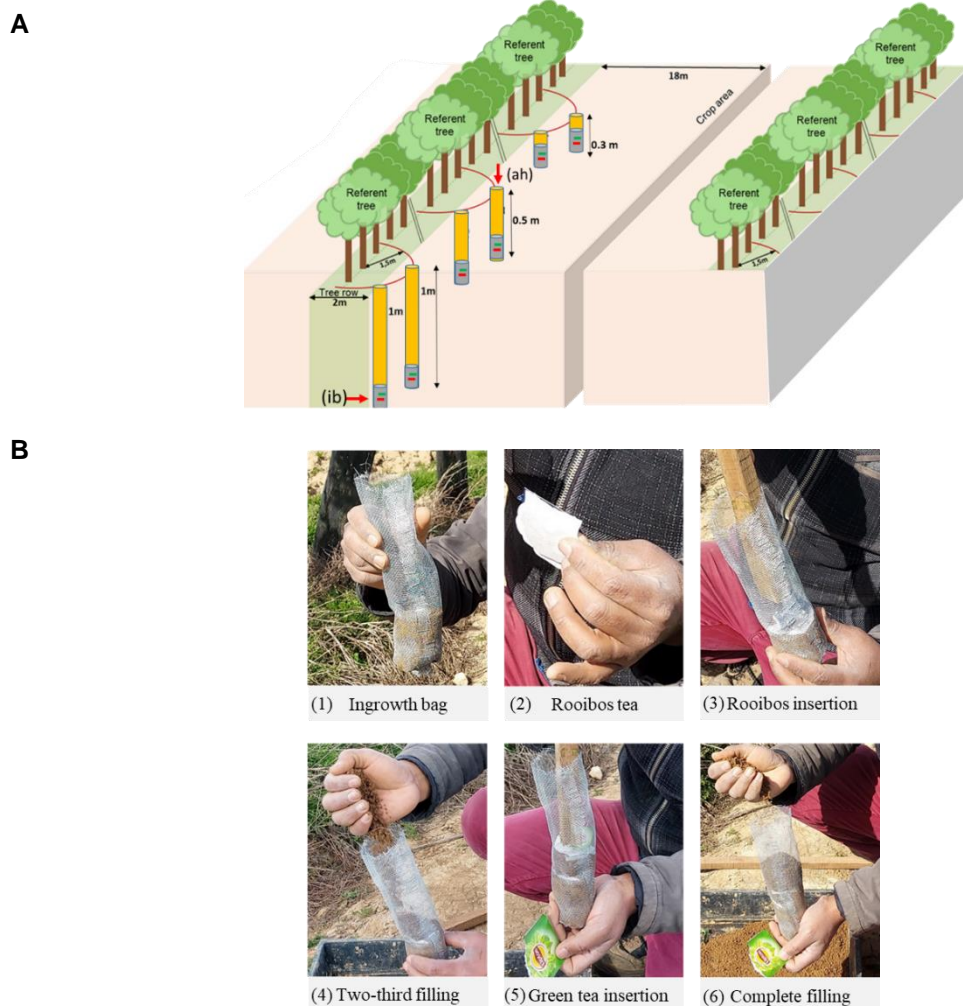 A
Referent
tree
Referent
tree
Referent
tree
18m
Crop area
0.3 m
(ah)
0.5 m
1,5m
Tree row
2m
1m
1m
(ib)
Referent
tree
Referent
tree
Referent
tree
1,5m
B
(1) Ingrowth bag
(2) Rooibos tea
(3) Rooibos insertion
(4) Two-third filling
(5) Green tea insertion
(6) Complete filling